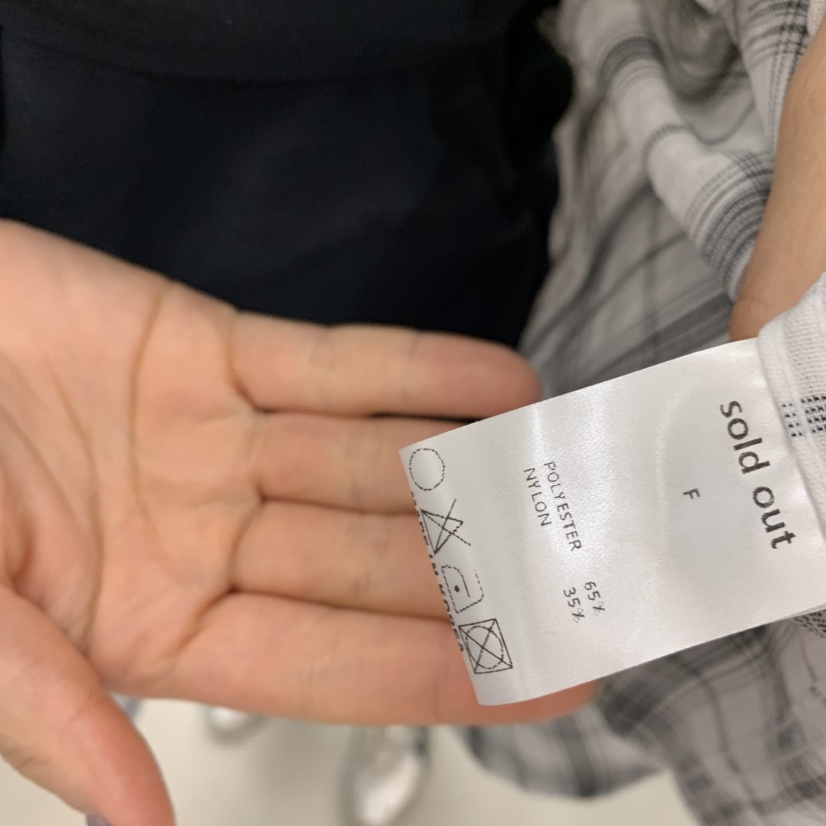 sold out
F
POLYESTER 65%
NYLON 35%